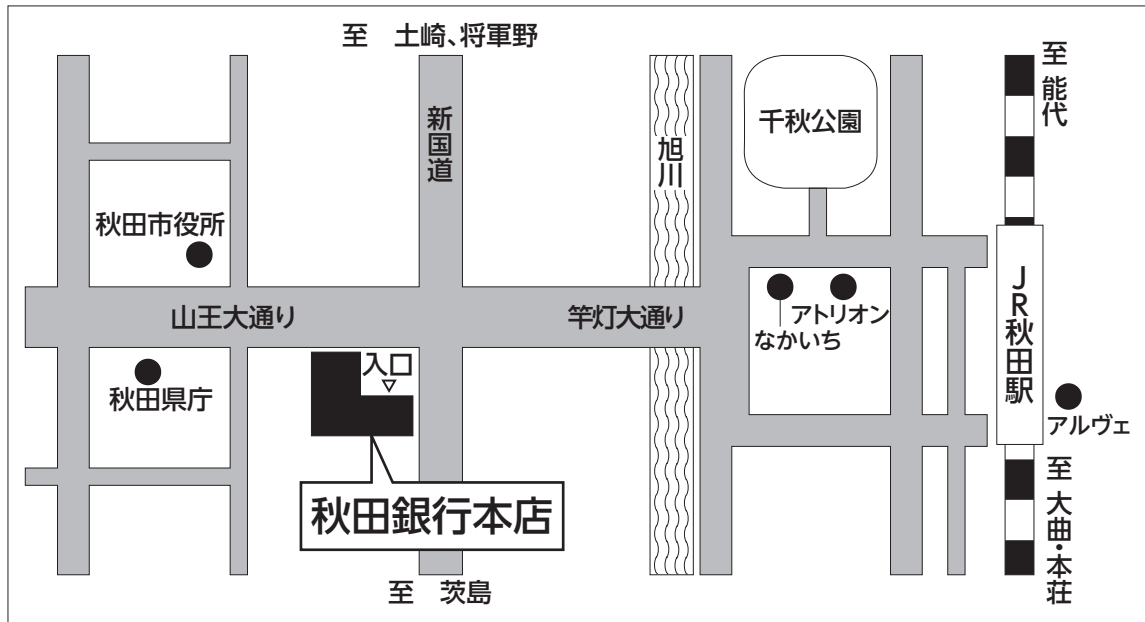 至　土崎、将軍野
至 能代
新国道
旭川
千秋公園
秋田市役所
山王大通り
竿灯大通り
アトリオン
なかいち
JR秋田駅
入口
秋田県庁
アルヴェ
秋田銀行本店
至 大曲・本荘
至　茨島